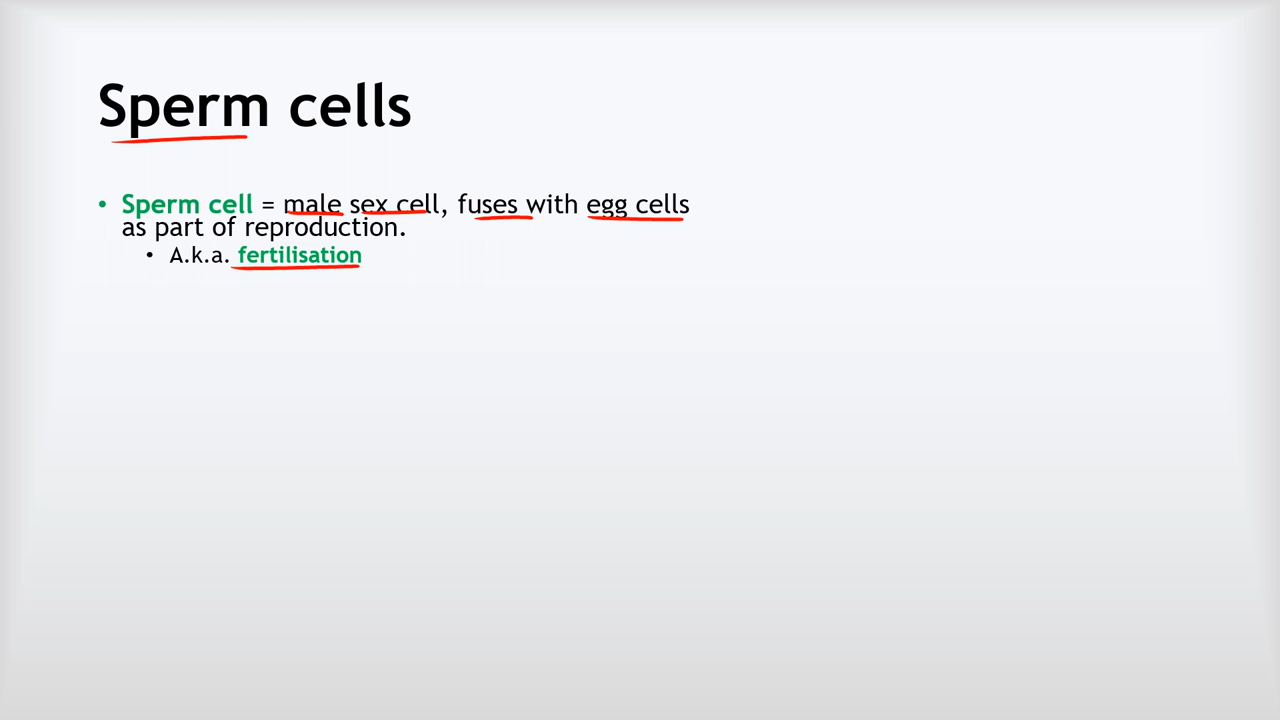 Sperm cells
• Sperm cell = male sex cell, fuses with egg cells
as part of reproduction.
• A.k.a. fertilisation